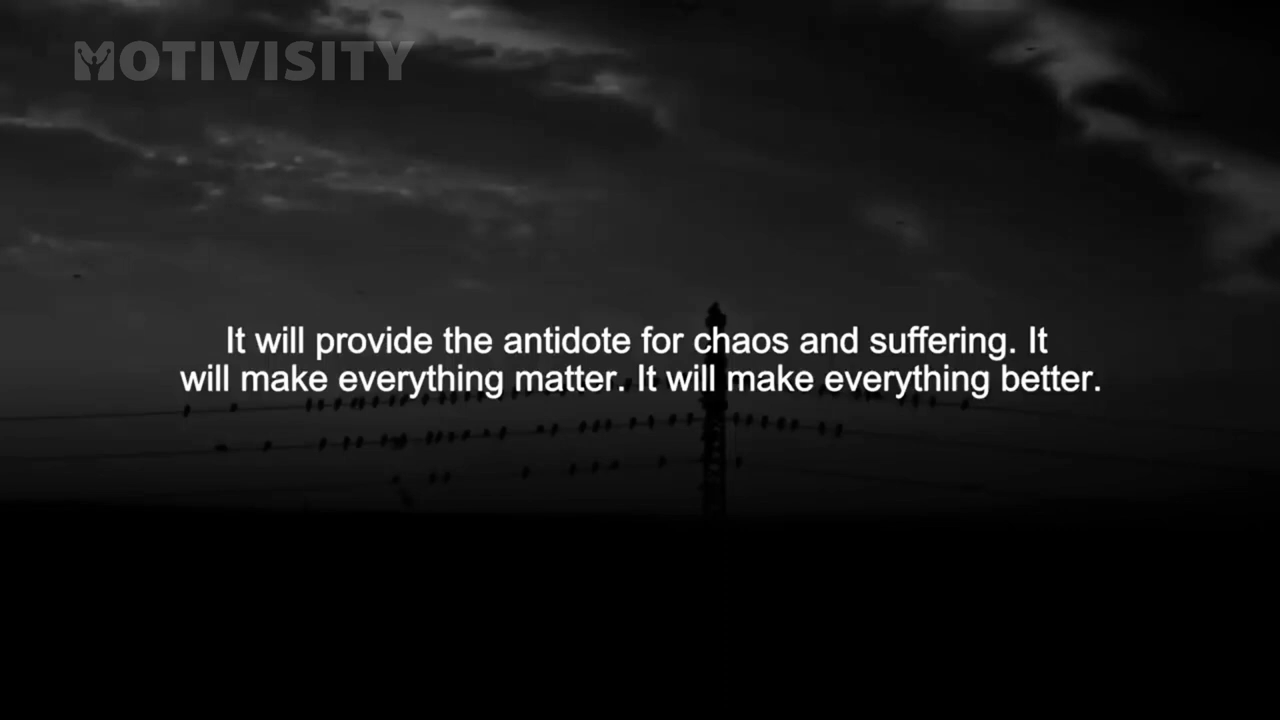 MOTIVISITY
It will provide the antidote for chaos and suffering. It
will make everything matter. It will make everything better.